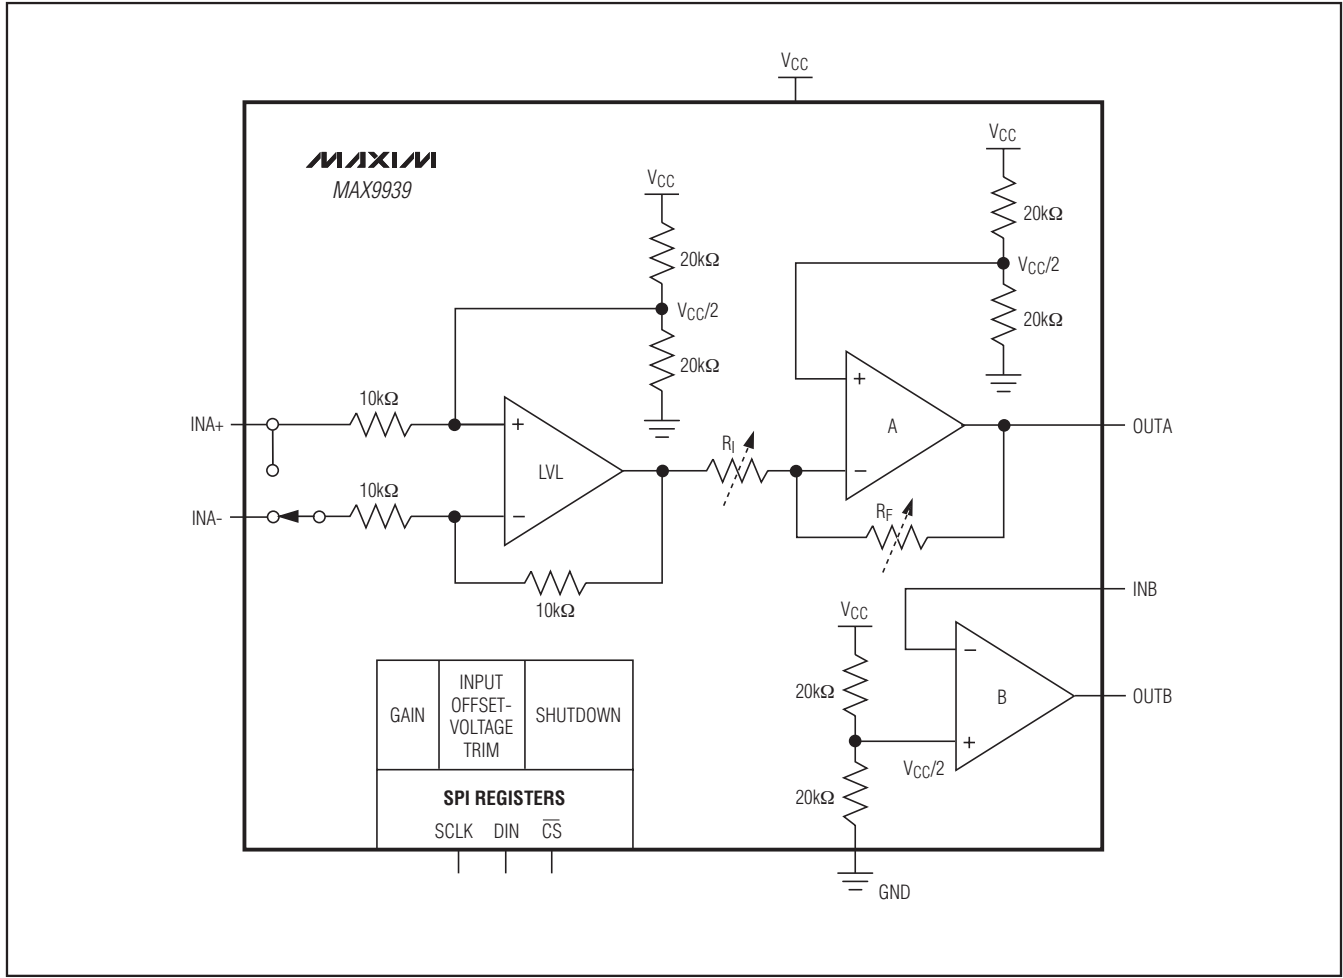 VCC
MAXIM
MAX9939
VCC
20kΩ
VCC/2
20kΩ
VCC
20kΩ
VCC/2
20kΩ
INA+
10kΩ
+
LVL
−
INA-
10kΩ
10kΩ
RI
+
A
−
RF
OUTA
INB
−
B
+
OUTB
VCC
20kΩ
VCC/2
20kΩ
GND
GAIN
INPUT
OFFSET-
VOLTAGE
TRIM
SHUTDOWN
SPI REGISTERS
SCLK DIN C̅S̅